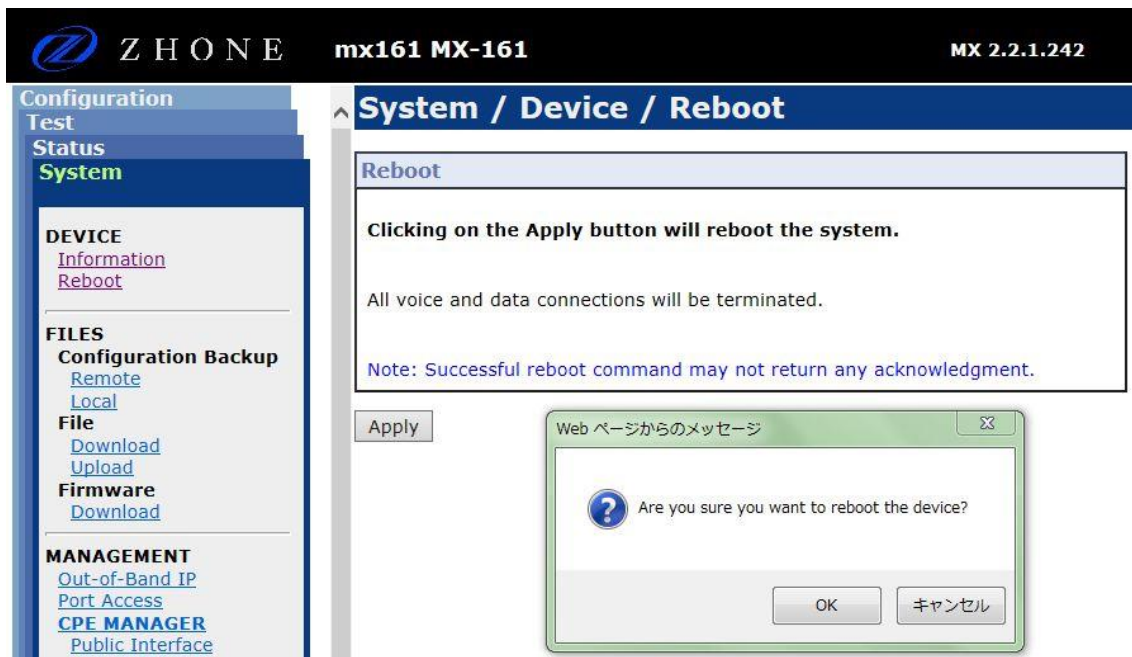 ZHONE mx161 MX-161 MX 2.2.1.242
Configuration
Test
Status
System
DEVICE
Information
Reboot
FILES
Configuration Backup
Remote
Local
File
Download
Upload
Firmware
Download
MANAGEMENT
Out-of-Band IP
Port Access
CPE MANAGER
Public Interface
System / Device / Reboot
Reboot
Clicking on the Apply button will reboot the system.
All voice and data connections will be terminated.
Note: Successful reboot command may not return any acknowledgment.
Apply
Web ページからのメッセージ
Are you sure you want to reboot the device?
OK キャンセル